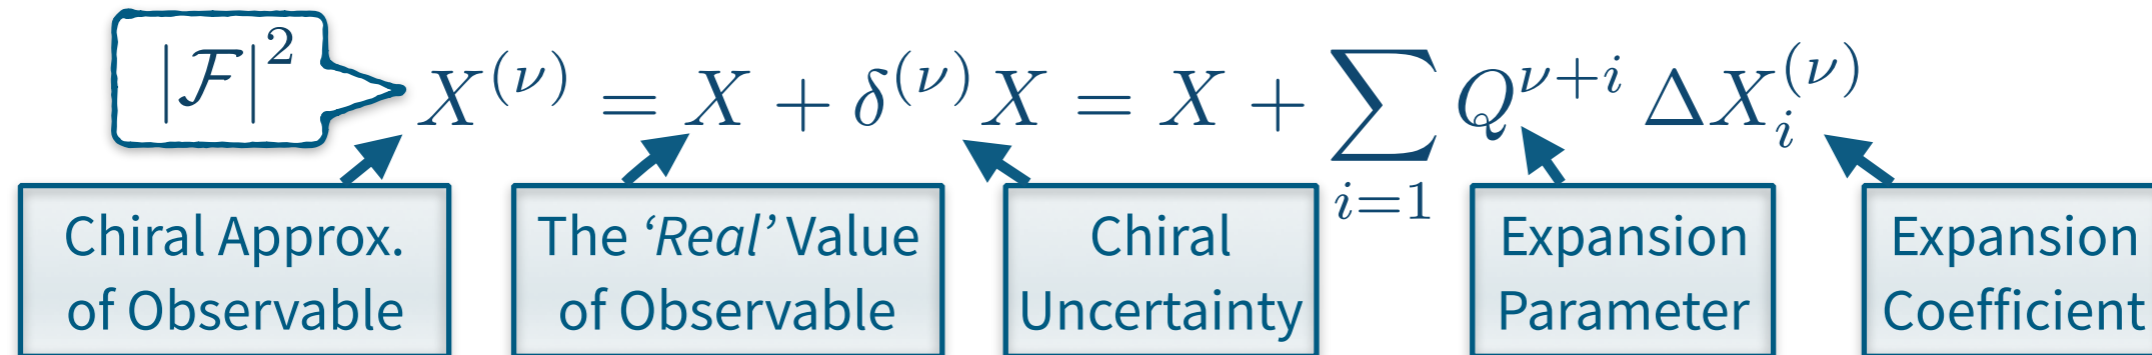 |ℱ|² X^{(ν)} = X + δ^{(ν)}X = X + ∑_{i=1} Q^{ν+i} ΔX_i^{(ν)}
Chiral Approx.
of Observable
The ‘Real’ Value
of Observable
Chiral
Uncertainty
Expansion
Parameter
Expansion
Coefficient